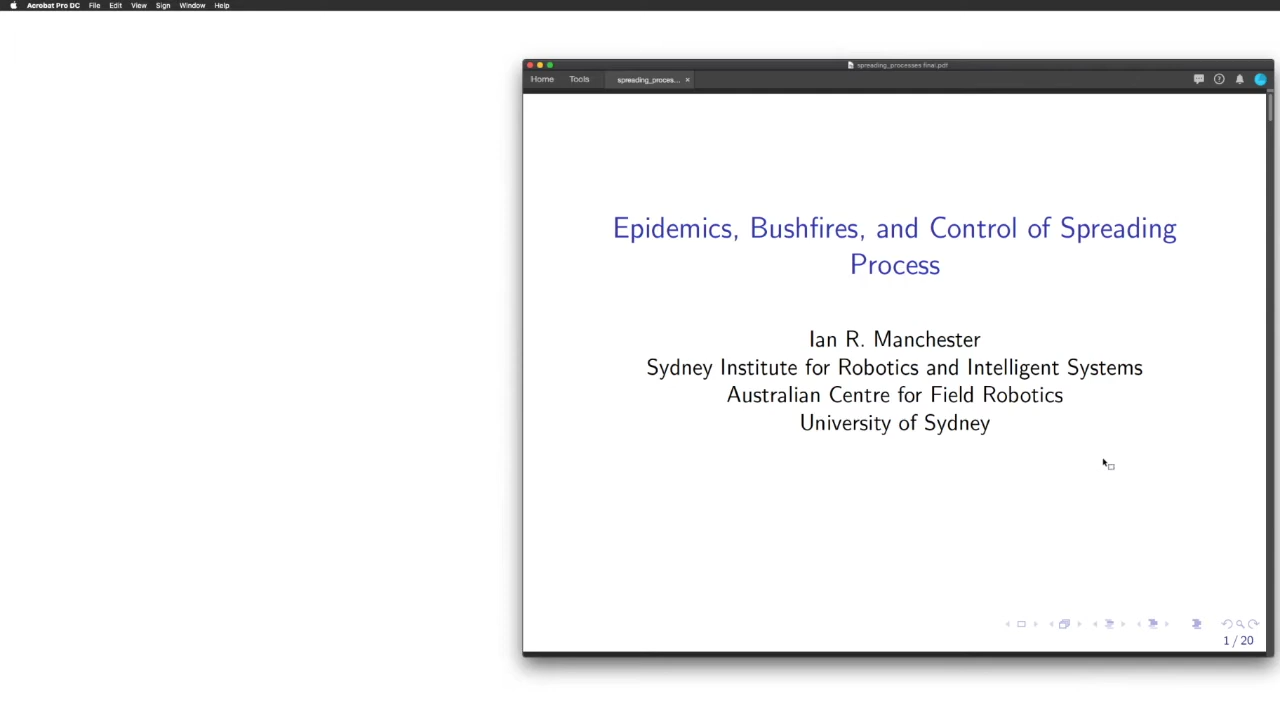 Acrobat Pro DC File Edit View Sign Window Help
spreading_processes final.pdf
Home Tools spreading_proces... ×
Epidemics, Bushfires, and Control of Spreading
Process
Ian R. Manchester
Sydney Institute for Robotics and Intelligent Systems
Australian Centre for Field Robotics
University of Sydney
1 / 20